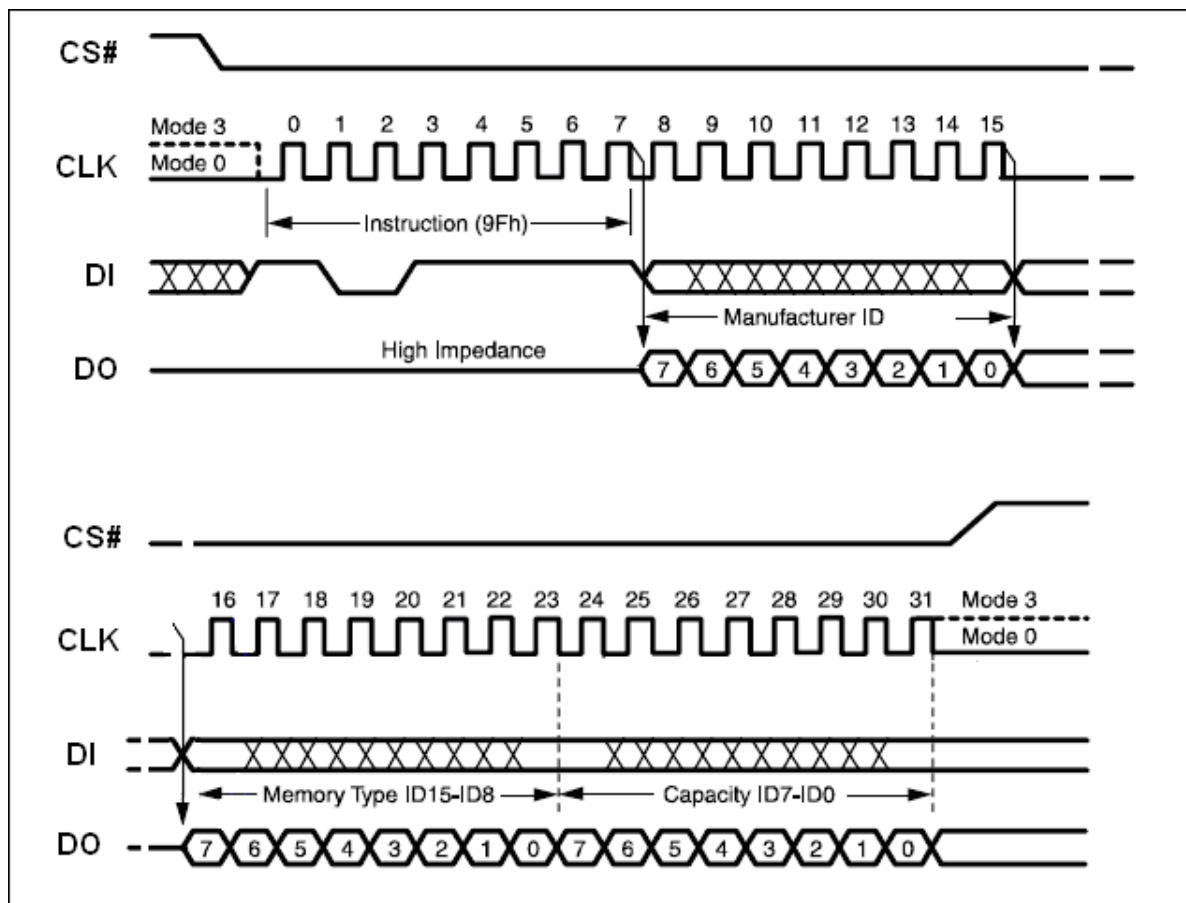 CS#
Mode 3
0 1 2 3 4 5 6 7 8 9 10 11 12 13 14 15
CLK
Mode 0
Instruction (9Fh)
DI
Manufacturer ID
High Impedance
DO
7 6 5 4 3 2 1 0
CS#
16 17 18 19 20 21 22 23 24 25 26 27 28 29 30 31 Mode 3
CLK
Mode 0
DI
Memory Type ID15-ID8
Capacity ID7-ID0
DO
7 6 5 4 3 2 1 0 7 6 5 4 3 2 1 0